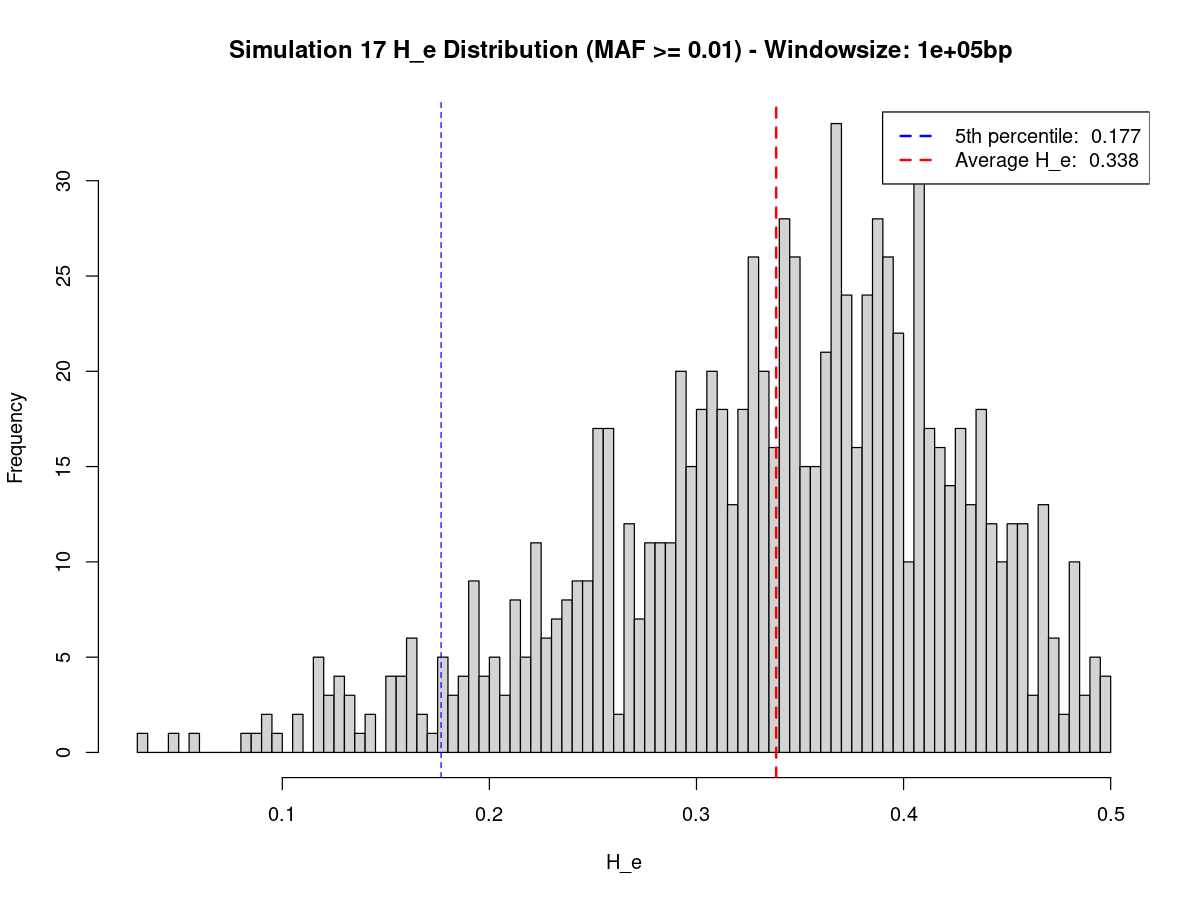 Simulation 17 H_e Distribution (MAF >= 0.01) - Windowsize: 1e+05bp
5th percentile: 0.177
Average H_e: 0.338
Frequency
30
25
20
15
10
5
0
0.1 0.2 0.3 0.4 0.5
H_e